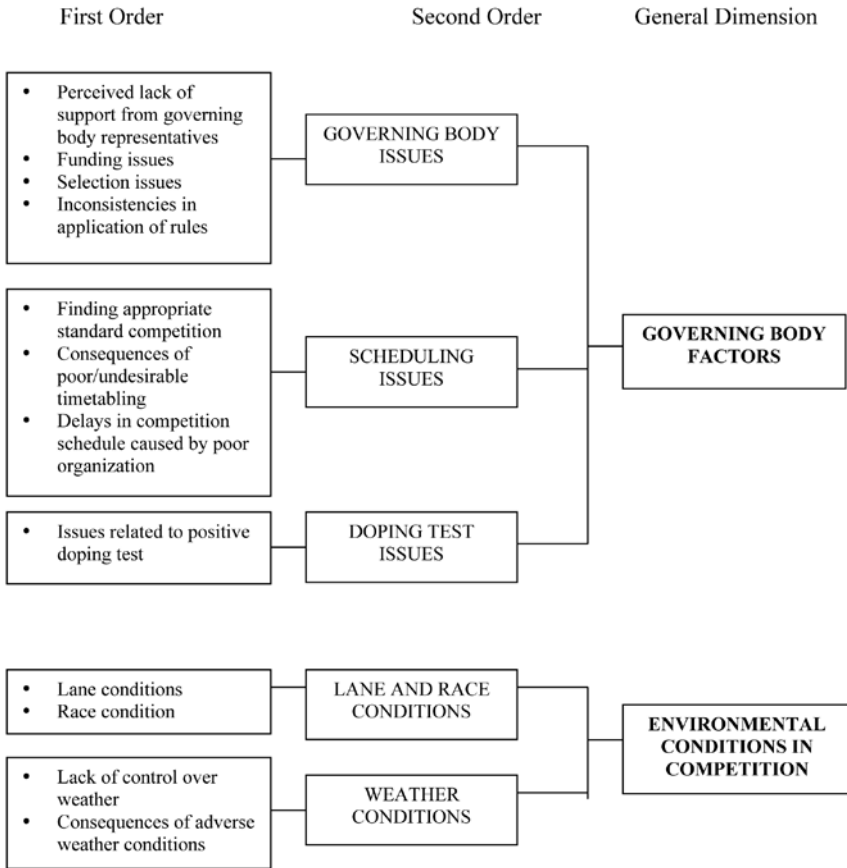 First Order
Second Order
General Dimension
• Perceived lack of
support from governing
body representatives
• Funding issues
• Selection issues
• Inconsistencies in
application of rules
GOVERNING BODY
ISSUES
• Finding appropriate
standard competition
• Consequences of
poor/undesirable
timetabling
• Delays in competition
schedule caused by poor
organization
SCHEDULING
ISSUES
GOVERNING BODY
FACTORS
• Issues related to positive
doping test
DOPING TEST
ISSUES
• Lane conditions
• Race condition
LANE AND RACE
CONDITIONS
ENVIRONMENTAL
CONDITIONS IN
COMPETITION
• Lack of control over
weather
• Consequences of adverse
weather conditions
WEATHER
CONDITIONS